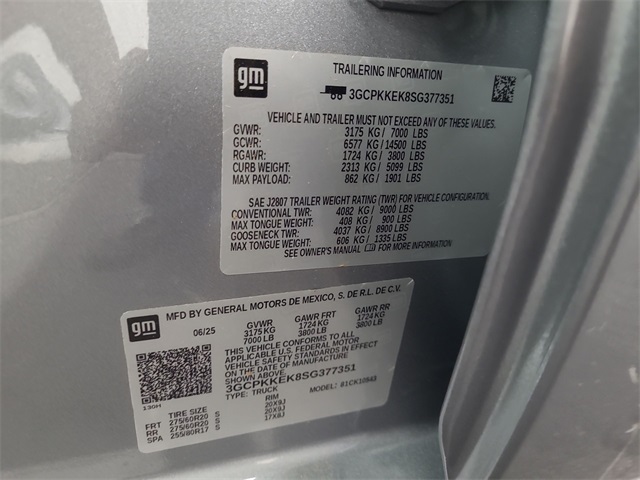 gm
TRAILERING INFORMATION
3GCPKKEK8SG377351
VEHICLE AND TRAILER MUST NOT EXCEED ANY OF THESE VALUES.
GVWR: 3175 KG / 7000 LBS
GCWR: 6577 KG / 14500 LBS
RGAWR: 1724 KG / 3800 LBS
CURB WEIGHT: 2313 KG / 5099 LBS
MAX PAYLOAD: 862 KG / 1901 LBS
SAE J2807 TRAILER WEIGHT RATING (TWR) FOR VEHICLE CONFIGURATION.
CONVENTIONAL TWR: 4082 KG / 9000 LBS
MAX TONGUE WEIGHT: 408 KG / 900 LBS
GOOSENECK TWR: 4037 KG / 8900 LBS
MAX TONGUE WEIGHT: 606 KG / 1335 LBS
SEE OWNER'S MANUAL FOR MORE INFORMATION
gm
MFD BY GENERAL MOTORS DE MEXICO, S. DE R.L. DE C.V.
06/25 GVWR GAWR FRT GAWR RR
3175 KG 1724 KG 1724 KG
7000 LB 3800 LB 3800 LB
THIS VEHICLE CONFORMS TO ALL
APPLICABLE U.S. FEDERAL MOTOR
VEHICLE SAFETY STANDARDS IN EFFECT
ON THE DATE OF MANUFACTURE
SHOWN ABOVE.
3GCPKKEK8SG377351
TYPE: TRUCK MODEL:
TIRE SIZE RIM
FRT 275/60R20 S 20X9J
RR 275/60R20 S 20X9J
SPA 255/80R17 S 17X8J